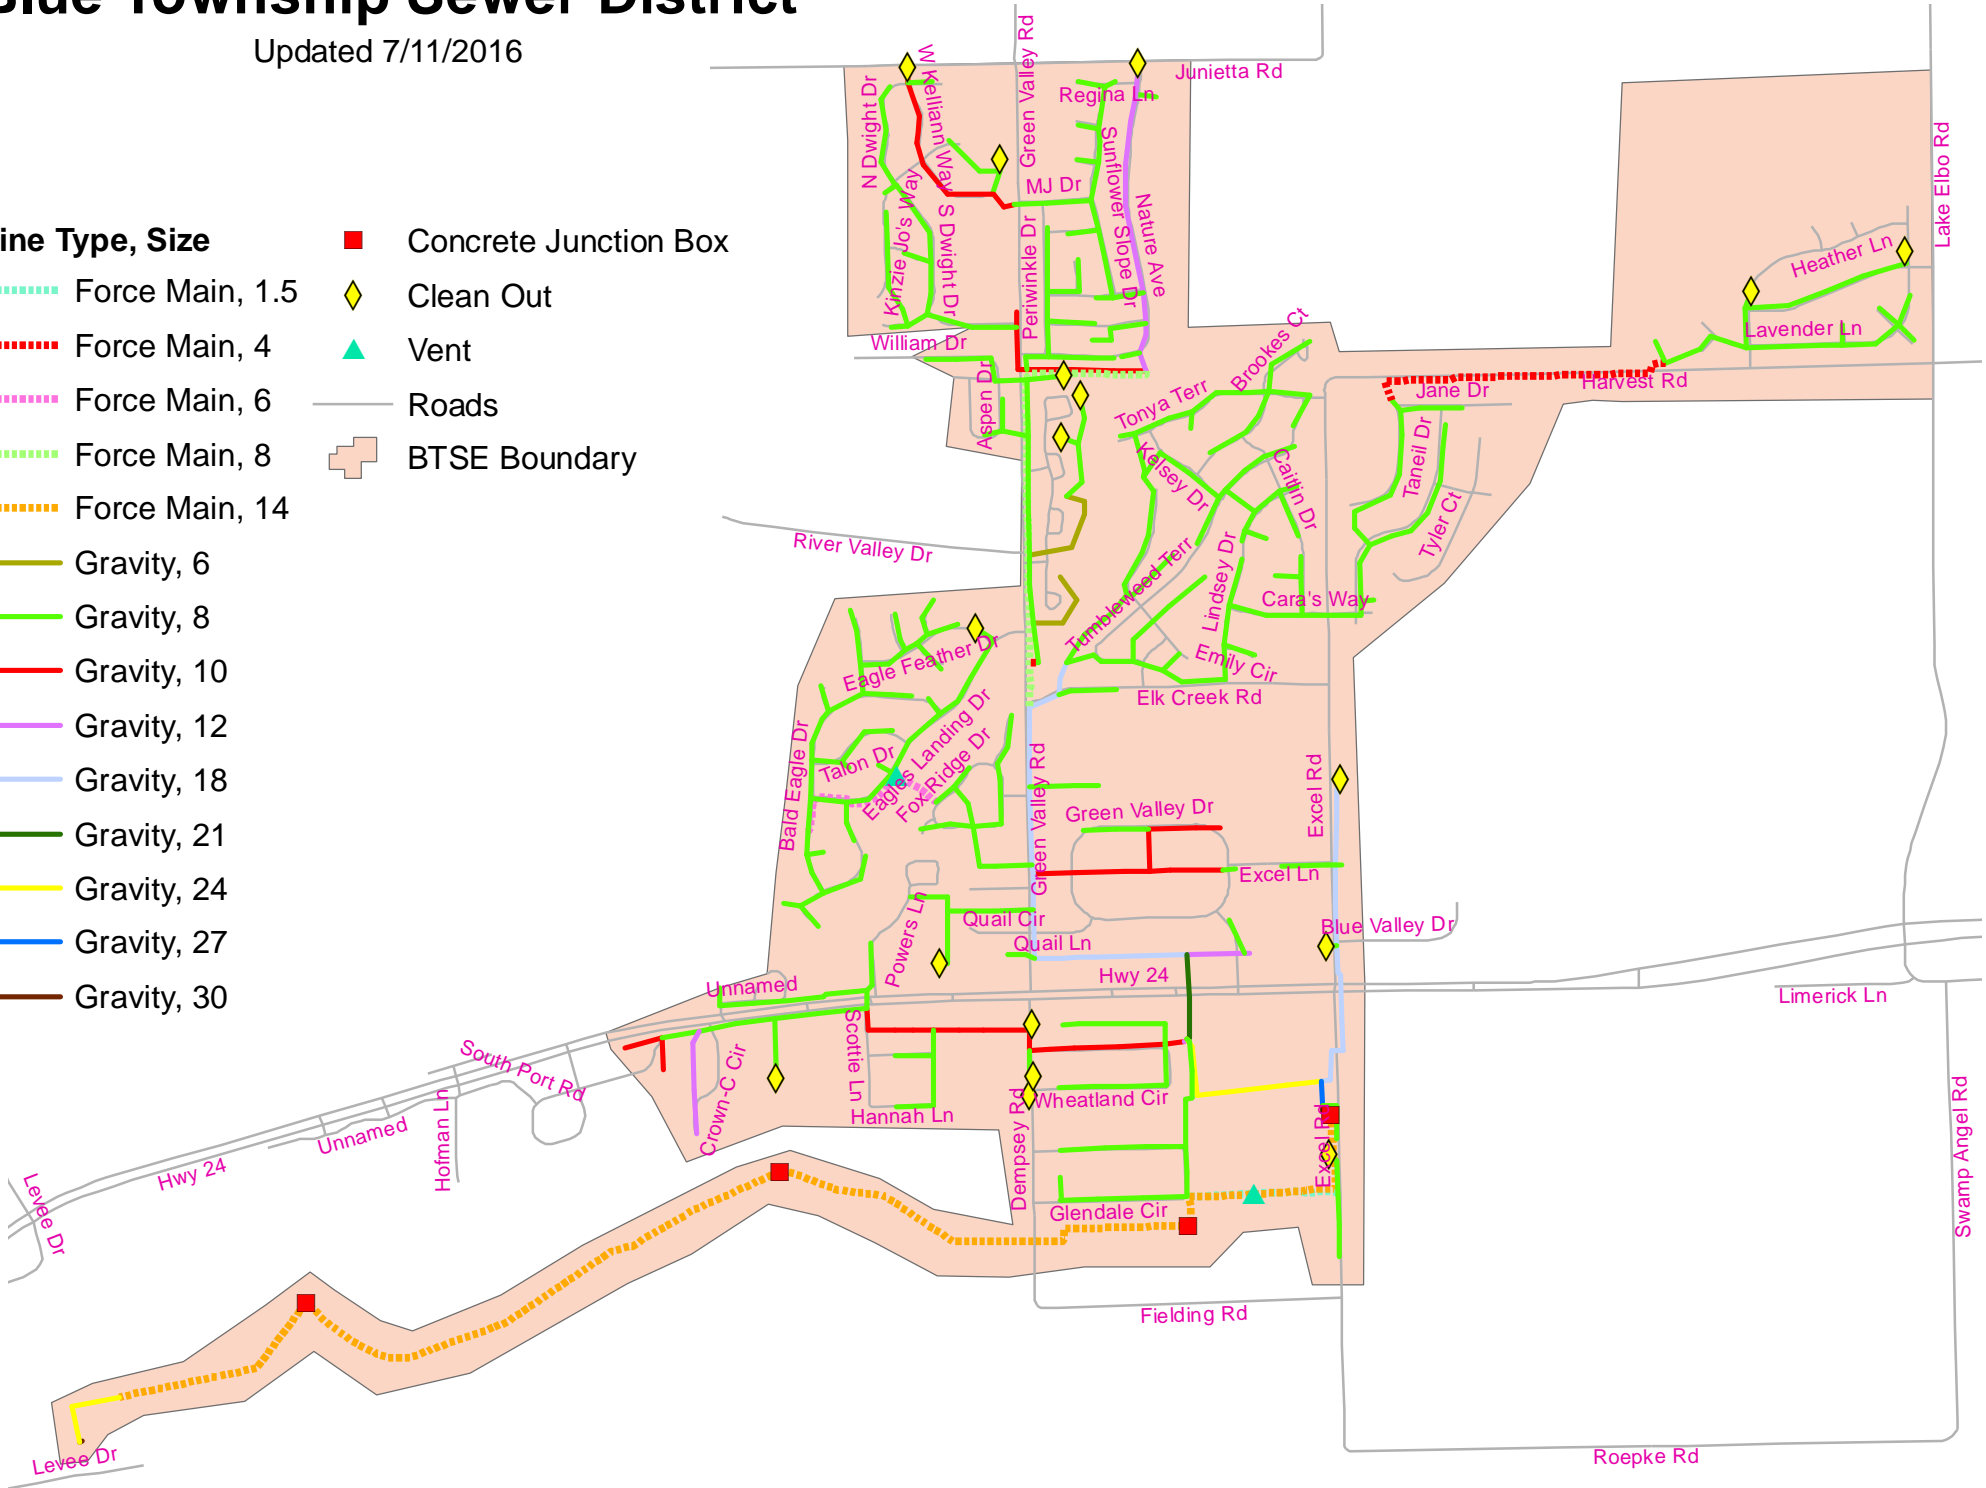 Blue Township Sewer District
Updated 7/11/2016
ine Type, Size
Force Main, 1.5
Force Main, 4
Force Main, 6
Force Main, 8
Force Main, 14
Gravity, 6
Gravity, 8
Gravity, 10
Gravity, 12
Gravity, 18
Gravity, 21
Gravity, 24
Gravity, 27
Gravity, 30
Concrete Junction Box
Clean Out
Vent
Roads
BTSE Boundary
Junietta Rd
Green Valley Rd
W Kelliann Way
N Dwight Dr
Regina Ln
Sunflower Slope Dr
MJ Dr
Nature Ave
Kinzie Jo's Way
S Dwight Dr
Periwinkle Dr
William Dr
Aspen Dr
Lake Elbo Rd
Heather Ln
Lavender Ln
Harvest Rd
Jane Dr
Brookes Ct
Tonya Terr
Kelsey Dr
Caitlin Dr
Taneil Dr
Tyler Ct
River Valley Dr
Tumbleweed Terr
Lindsey Dr
Cara's Way
Emily Cir
Elk Creek Rd
Eagle Feather Dr
Bald Eagle Dr
Talon Dr
Eagles Landing Dr
Fox Ridge Dr
Green Valley Rd
Green Valley Dr
Excel Rd
Excel Ln
Blue Valley Dr
Quail Cir
Quail Ln
Powers Ln
Hwy 24
Unnamed
Limerick Ln
South Port Rd
Scottie Ln
Crown-C Cir
Hannah Ln
Dempsey Rd
Wheatland Cir
Excel Rd
Glendale Cir
Fielding Rd
Swamp Angel Rd
Roepke Rd
Hofman Ln
Unnamed
Hwy 24
Levee Dr
Levee Dr